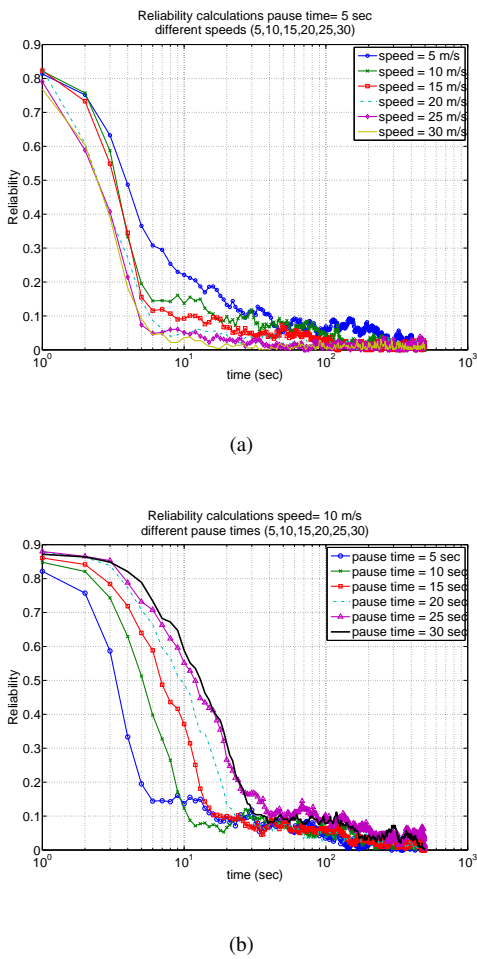 Reliability calculations pause time= 5 sec
different speeds (5,10,15,20,25,30)
0.9
0.8
0.7
0.6
0.5
0.4
0.3
0.2
0.1
0
Reliability
speed = 5 m/s
speed = 10 m/s
speed = 15 m/s
speed = 20 m/s
speed = 25 m/s
speed = 30 m/s
10^0
10^1
10^2
10^3
time (sec)
(a)
Reliability calculations speed= 10 m/s
different pause times (5,10,15,20,25,30)
0.9
0.8
0.7
0.6
0.5
0.4
0.3
0.2
0.1
0
Reliability
pause time = 5 sec
pause time = 10 sec
pause time = 15 sec
pause time = 20 sec
pause time = 25 sec
pause time = 30 sec
10^0
10^1
10^2
10^3
time (sec)
(b)